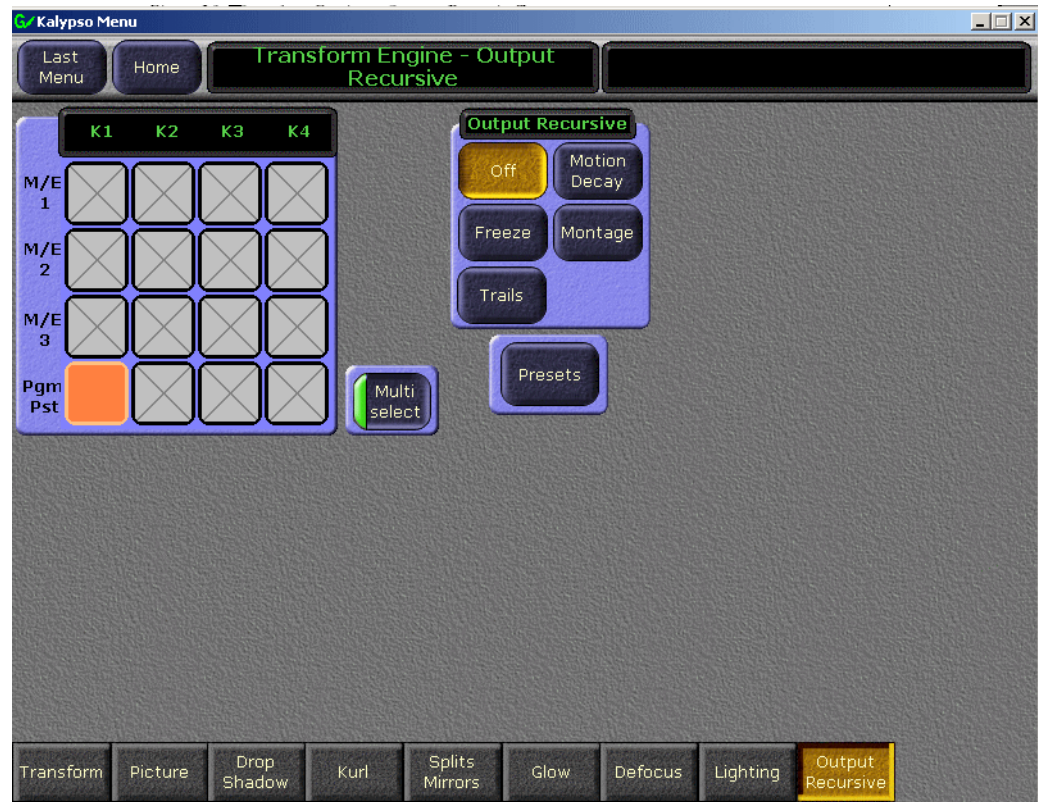 Kalypso Menu
Last
Menu
Home
Transform Engine - Output
Recursive
K1 K2 K3 K4
M/E
1
M/E
2
M/E
3
Pgm
Pst
Multi
select
Output Recursive
Off
Motion
Decay
Freeze
Montage
Trails
Presets
Transform
Picture
Drop
Shadow
Kurl
Splits
Mirrors
Glow
Defocus
Lighting
Output
Recursive